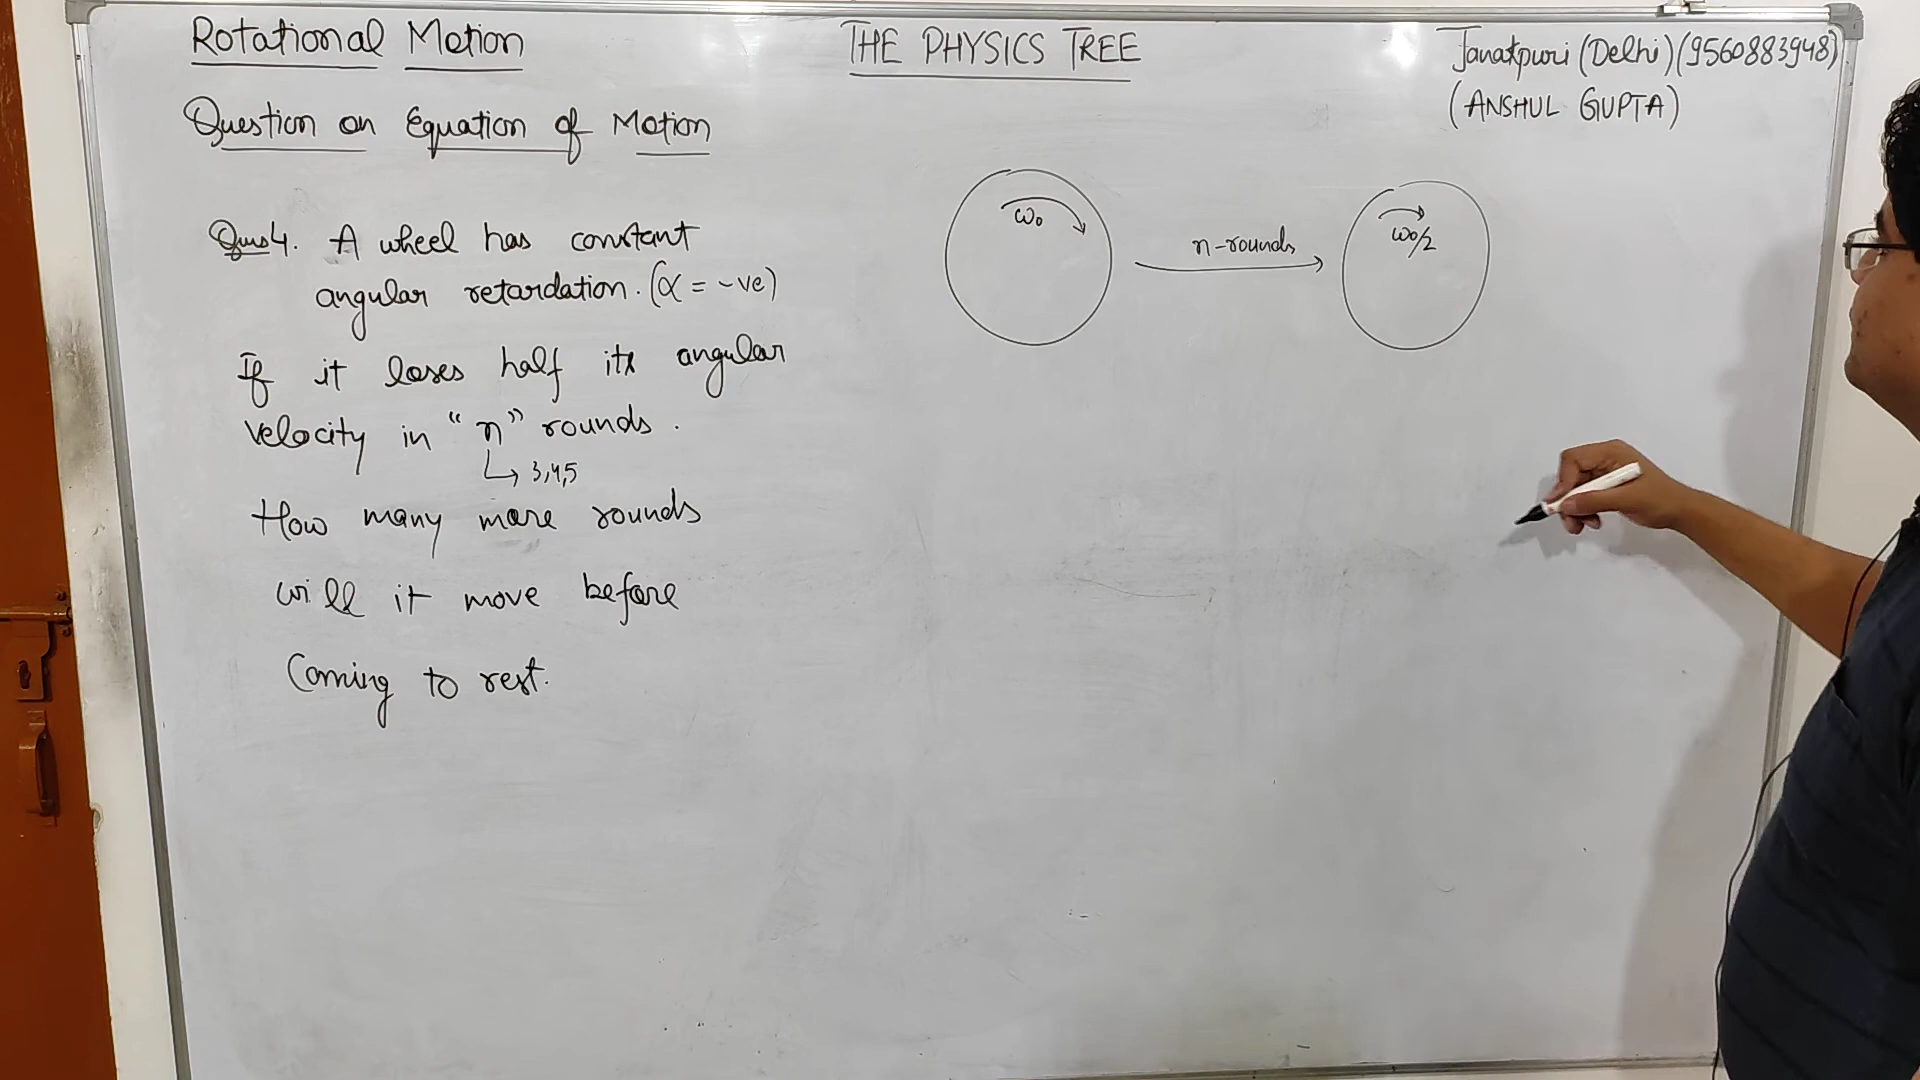 Rotational Motion
THE PHYSICS TREE
Janakpuri (Delhi) (9560883948)
(ANSHUL GUPTA)
Question on Equation of Motion
Ques 4. A wheel has constant
angular retardation. (α = -ve)
If it loses half its angular
velocity in "n" rounds.
↳ 3,4,5
How many more rounds
will it move before
Coming to rest.
ω₀
n-rounds
ω₀/2